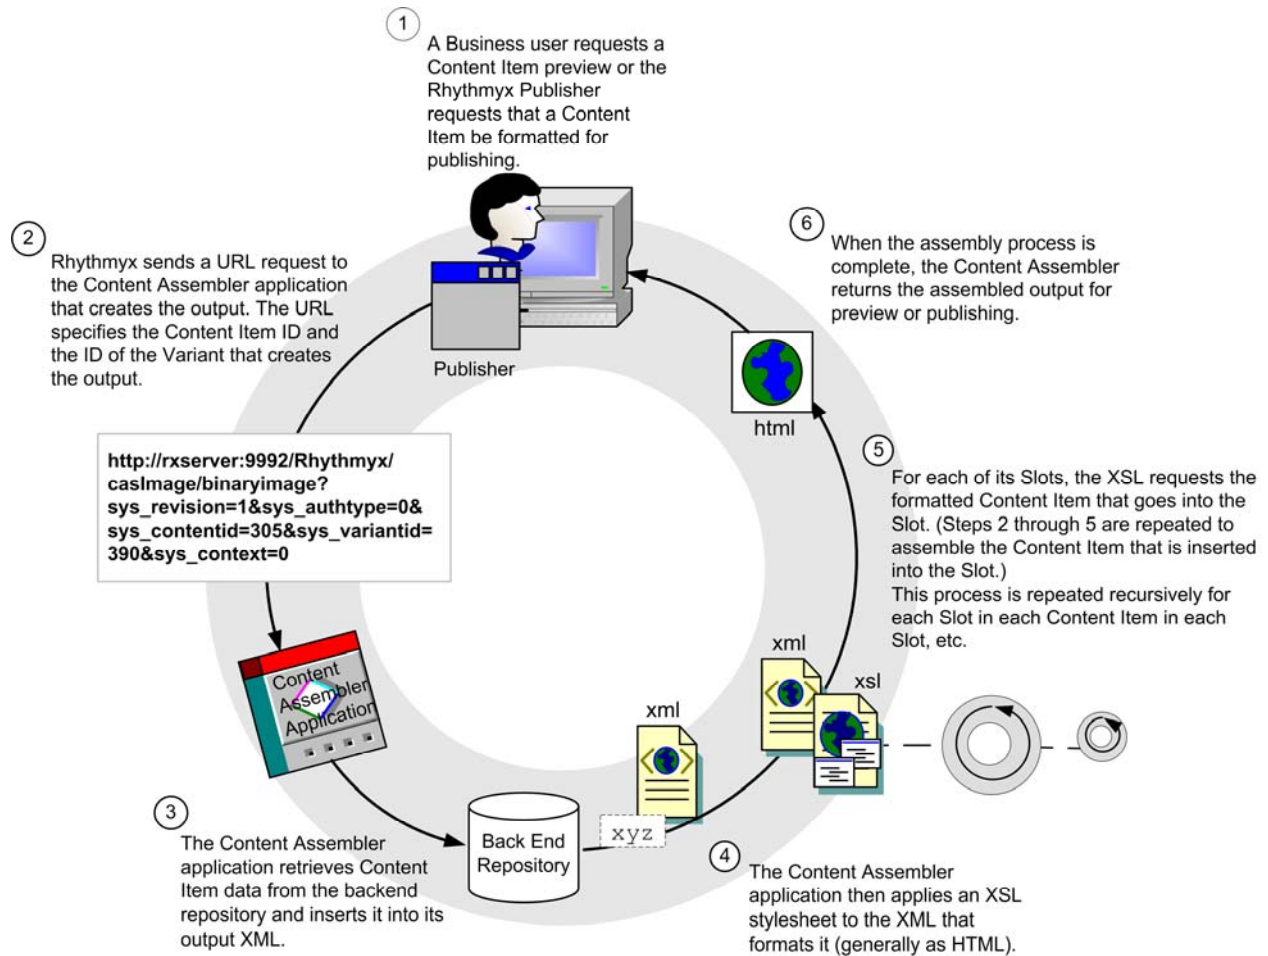 1
A Business user requests a
Content Item preview or the
Rhythmyx Publisher
requests that a Content
Item be formatted for
publishing.
2
Rhythmyx sends a URL request to
the Content Assembler application
that creates the output. The URL
specifies the Content Item ID and
the ID of the Variant that creates
the output.
Publisher
6
When the assembly process is
complete, the Content Assembler
returns the assembled output for
preview or publishing.
html
http://rxserver:9992/Rhythmyx/
casImage/binaryimage?
sys_revision=1&sys_authtype=0&
sys_contentid=305&sys_variantid=
390&sys_context=0
5
For each of its Slots, the XSL requests the
formatted Content Item that goes into the
Slot. (Steps 2 through 5 are repeated to
assemble the Content Item that is inserted
into the Slot.)
This process is repeated recursively for
each Slot in each Content Item in each
Slot, etc.
Content
Assembler
Application
xml
xsl
xml
xyz
Back End
Repository
3
The Content Assembler
application retrieves Content
Item data from the backend
repository and inserts it into its
output XML.
4
The Content Assembler
application then applies an XSL
stylesheet to the XML that
formats it (generally as HTML).